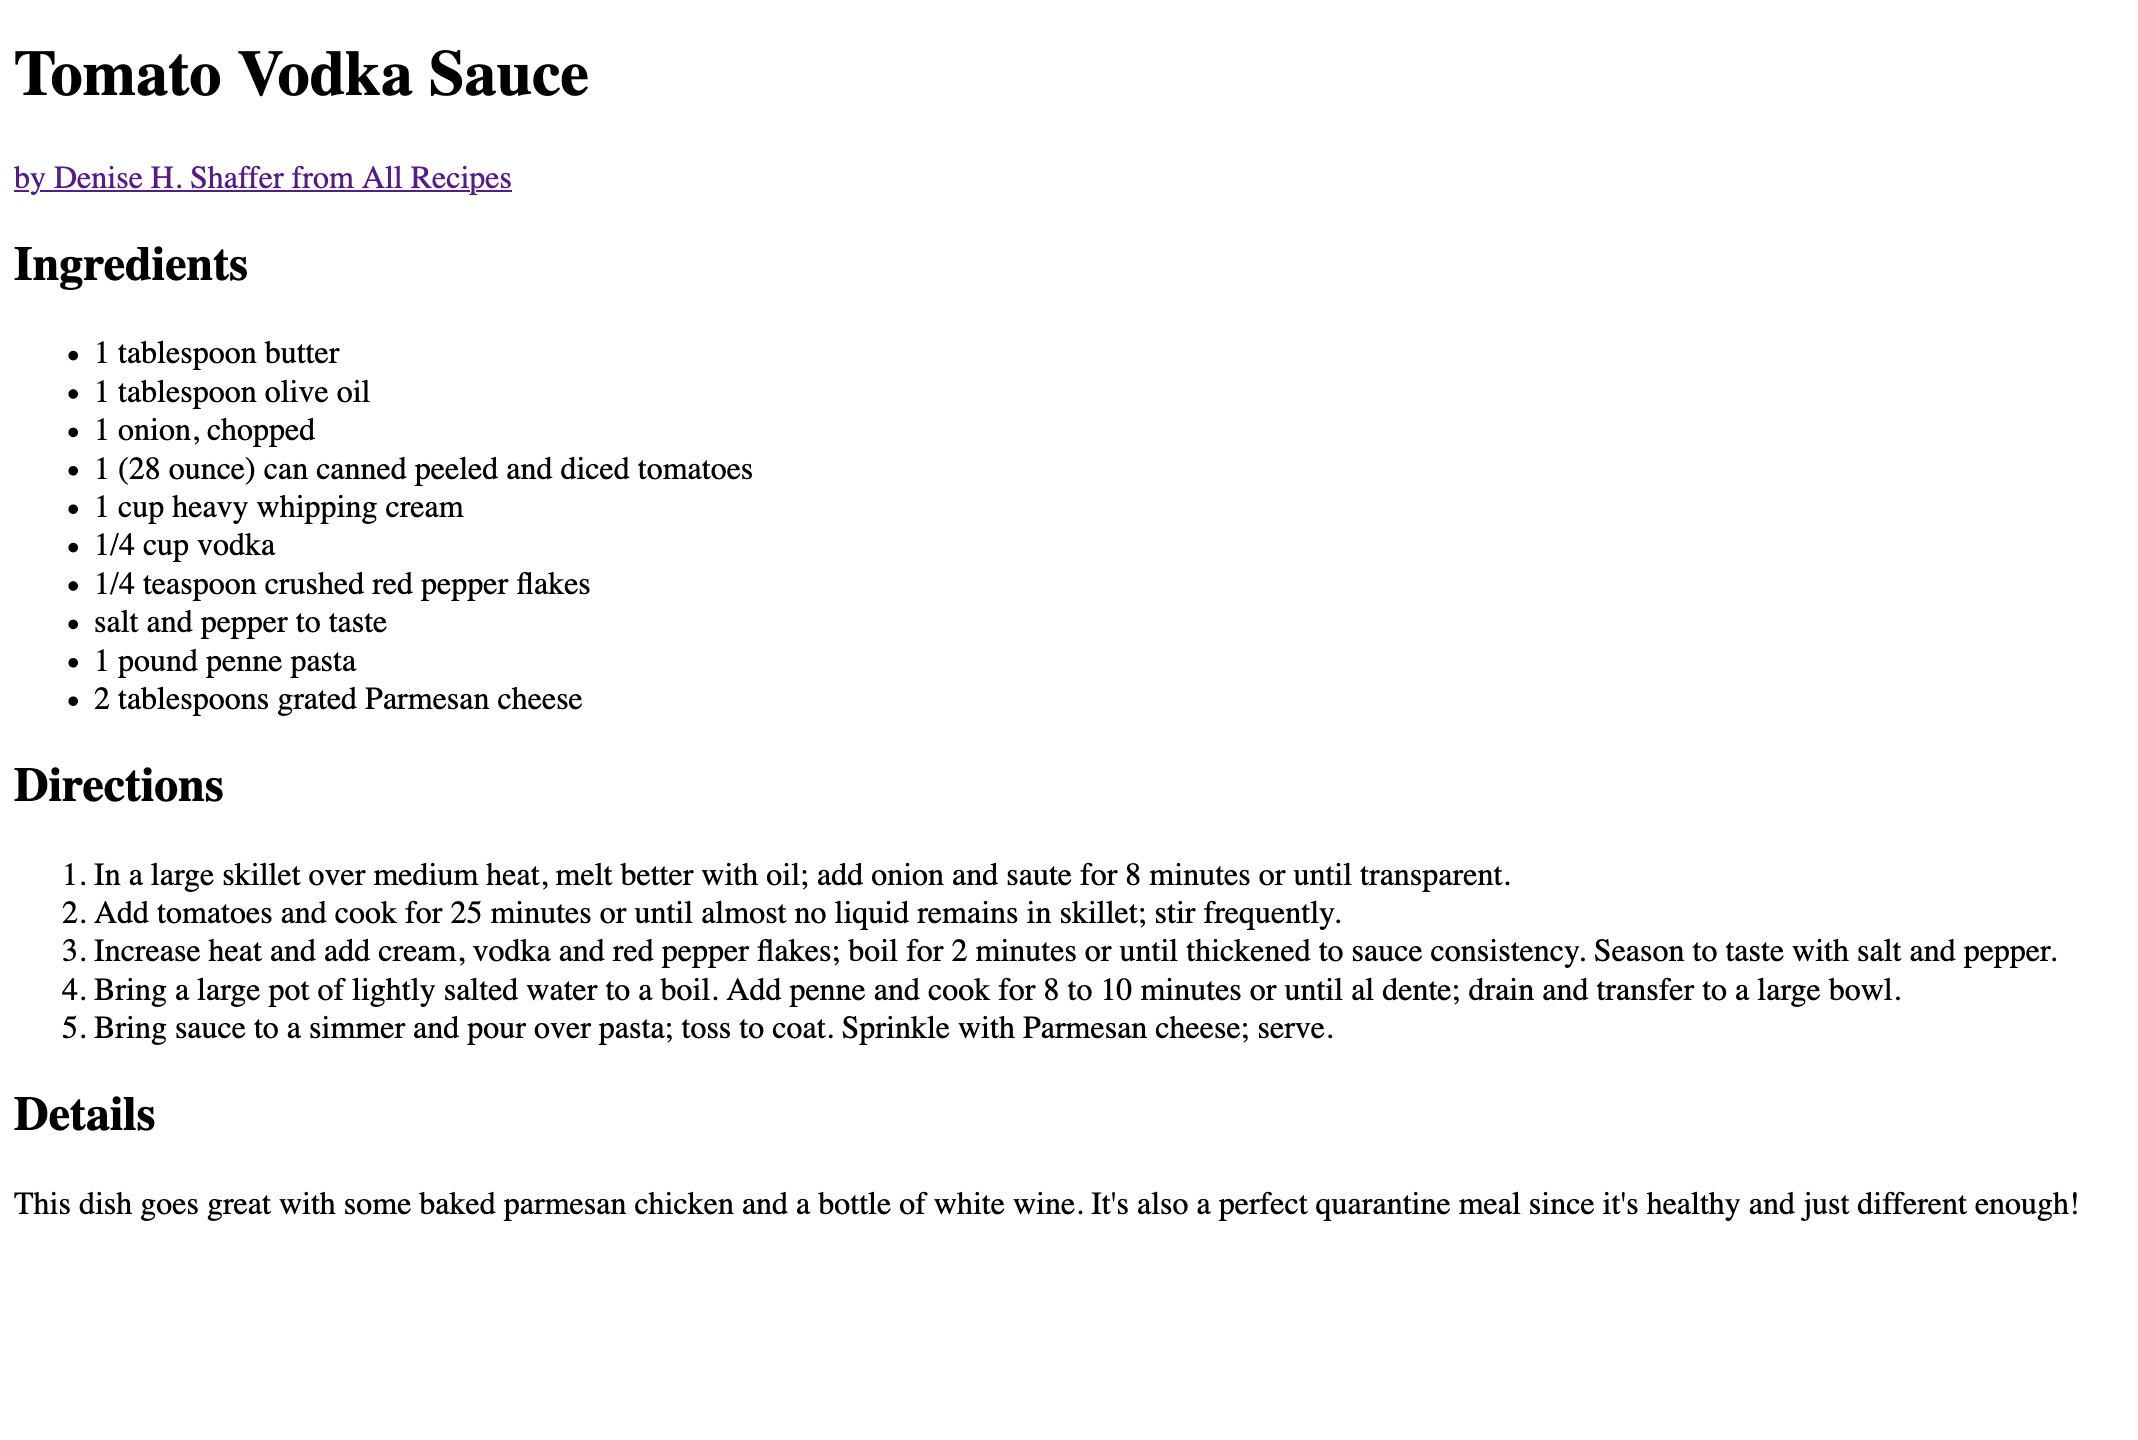 Tomato Vodka Sauce
by Denise H. Shaffer from All Recipes
Ingredients
• 1 tablespoon butter
• 1 tablespoon olive oil
• 1 onion, chopped
• 1 (28 ounce) can canned peeled and diced tomatoes
• 1 cup heavy whipping cream
• 1/4 cup vodka
• 1/4 teaspoon crushed red pepper flakes
• salt and pepper to taste
• 1 pound penne pasta
• 2 tablespoons grated Parmesan cheese
Directions
1. In a large skillet over medium heat, melt better with oil; add onion and saute for 8 minutes or until transparent.
2. Add tomatoes and cook for 25 minutes or until almost no liquid remains in skillet; stir frequently.
3. Increase heat and add cream, vodka and red pepper flakes; boil for 2 minutes or until thickened to sauce consistency. Season to taste with salt and pepper.
4. Bring a large pot of lightly salted water to a boil. Add penne and cook for 8 to 10 minutes or until al dente; drain and transfer to a large bowl.
5. Bring sauce to a simmer and pour over pasta; toss to coat. Sprinkle with Parmesan cheese; serve.
Details
This dish goes great with some baked parmesan chicken and a bottle of white wine. It's also a perfect quarantine meal since it's healthy and just different enough!